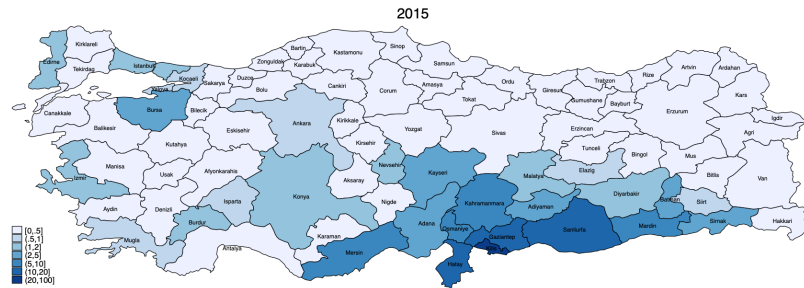 2015
Kirklareli
Edirne
Tekirdag
Istanbul
Kocaeli
Yalova
Sakarya
Duzce
Zonguldak
Bartin
Karabuk
Kastamonu
Sinop
Samsun
Bolu
Cankiri
Corum
Amasya
Tokat
Ordu
Giresun
Trabzon
Rize
Artvin
Ardahan
Gumushane
Bayburt
Kars
Igdir
Canakkale
Balikesir
Bursa
Bilecik
Eskisehir
Ankara
Kirikkale
Kirsehir
Yozgat
Sivas
Erzincan
Erzurum
Agri
Kutahya
Manisa
Izmir
Usak
Afyonkarahis
Konya
Aksaray
Nevsehir
Kayseri
Malatya
Elazig
Tunceli
Bingol
Mus
Bitlis
Van
Aydin
Denizli
Isparta
Burdur
Mugla
Antalya
Karaman
Nigde
Mersin
Adana
Kahramanmara
Osmaniye
Gaziantep
Hatay
Adiyaman
Sanliurfa
Diyarbakir
Batman
Siirt
Mardin
Sirnak
Hakkari
[0,.5]
(.5,1]
(1,2]
(2,5]
(5,10]
(10,20]
(20,100]